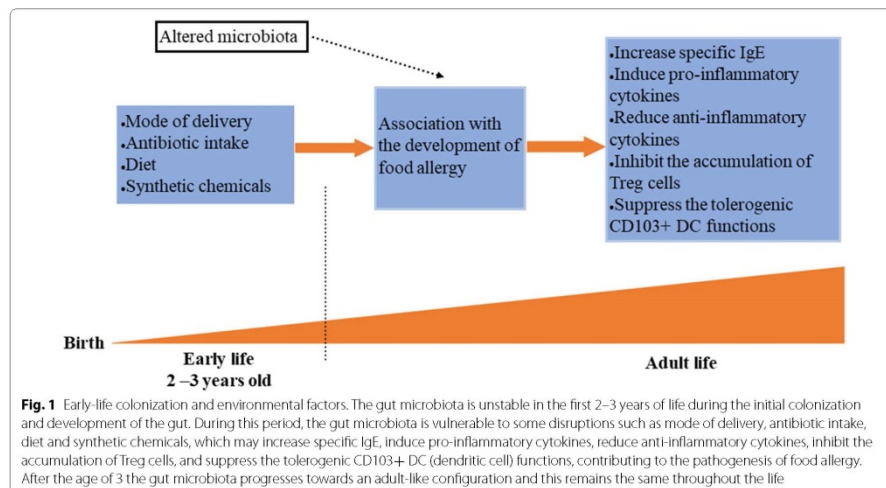 Altered microbiota
•Mode of delivery
•Antibiotic intake
•Diet
•Synthetic chemicals
Association with
the development of
food allergy
•Increase specific IgE
•Induce pro-inflammatory
cytokines
•Reduce anti-inflammatory
cytokines
•Inhibit the accumulation of
Treg cells
•Suppress the tolerogenic
CD103+ DC functions
Birth
Early life
2 –3 years old
Adult life
Fig. 1 Early-life colonization and environmental factors. The gut microbiota is unstable in the first 2–3 years of life during the initial colonization
and development of the gut. During this period, the gut microbiota is vulnerable to some disruptions such as mode of delivery, antibiotic intake,
diet and synthetic chemicals, which may increase specific IgE, induce pro-inflammatory cytokines, reduce anti-inflammatory cytokines, inhibit the
accumulation of Treg cells, and suppress the tolerogenic CD103+ DC (dendritic cell) functions, contributing to the pathogenesis of food allergy.
After the age of 3 the gut microbiota progresses towards an adult-like configuration and this remains the same throughout the life